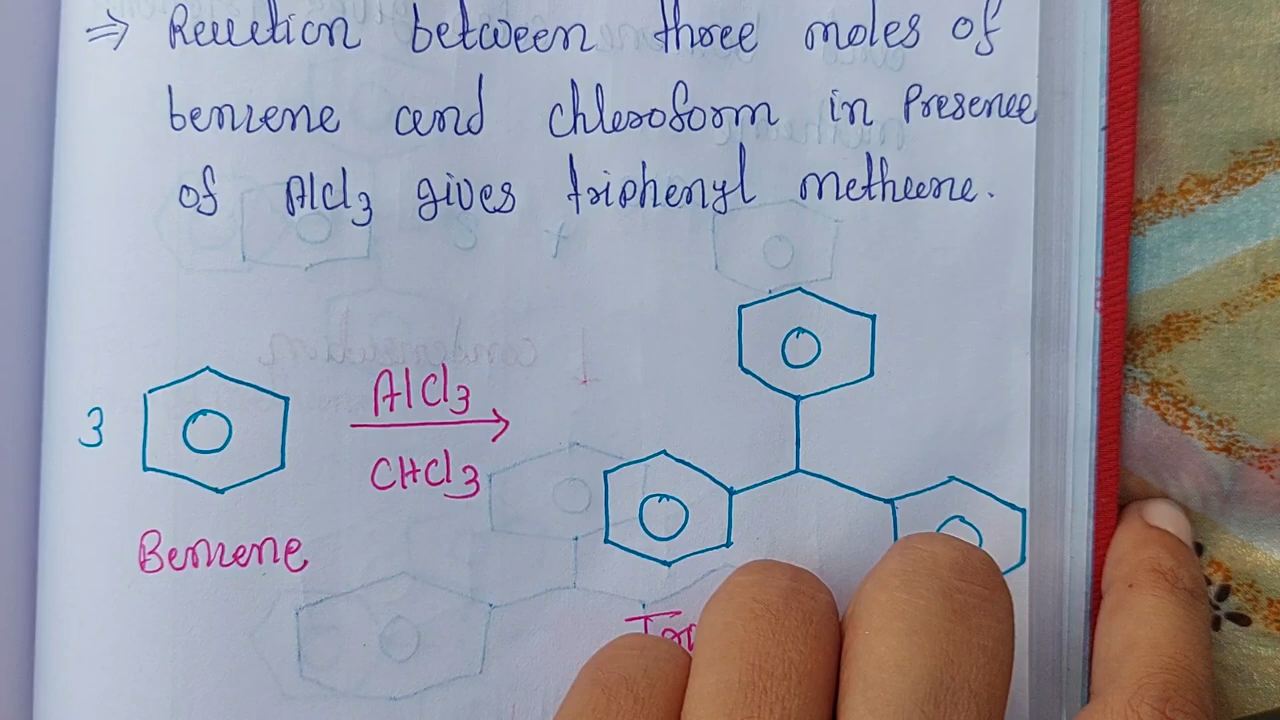 ⇒ Reaction between three moles of
benzene and chloroform in Presence
of AlCl3 gives triphenyl methane.
3
AlCl3
CHCl3
Benzene